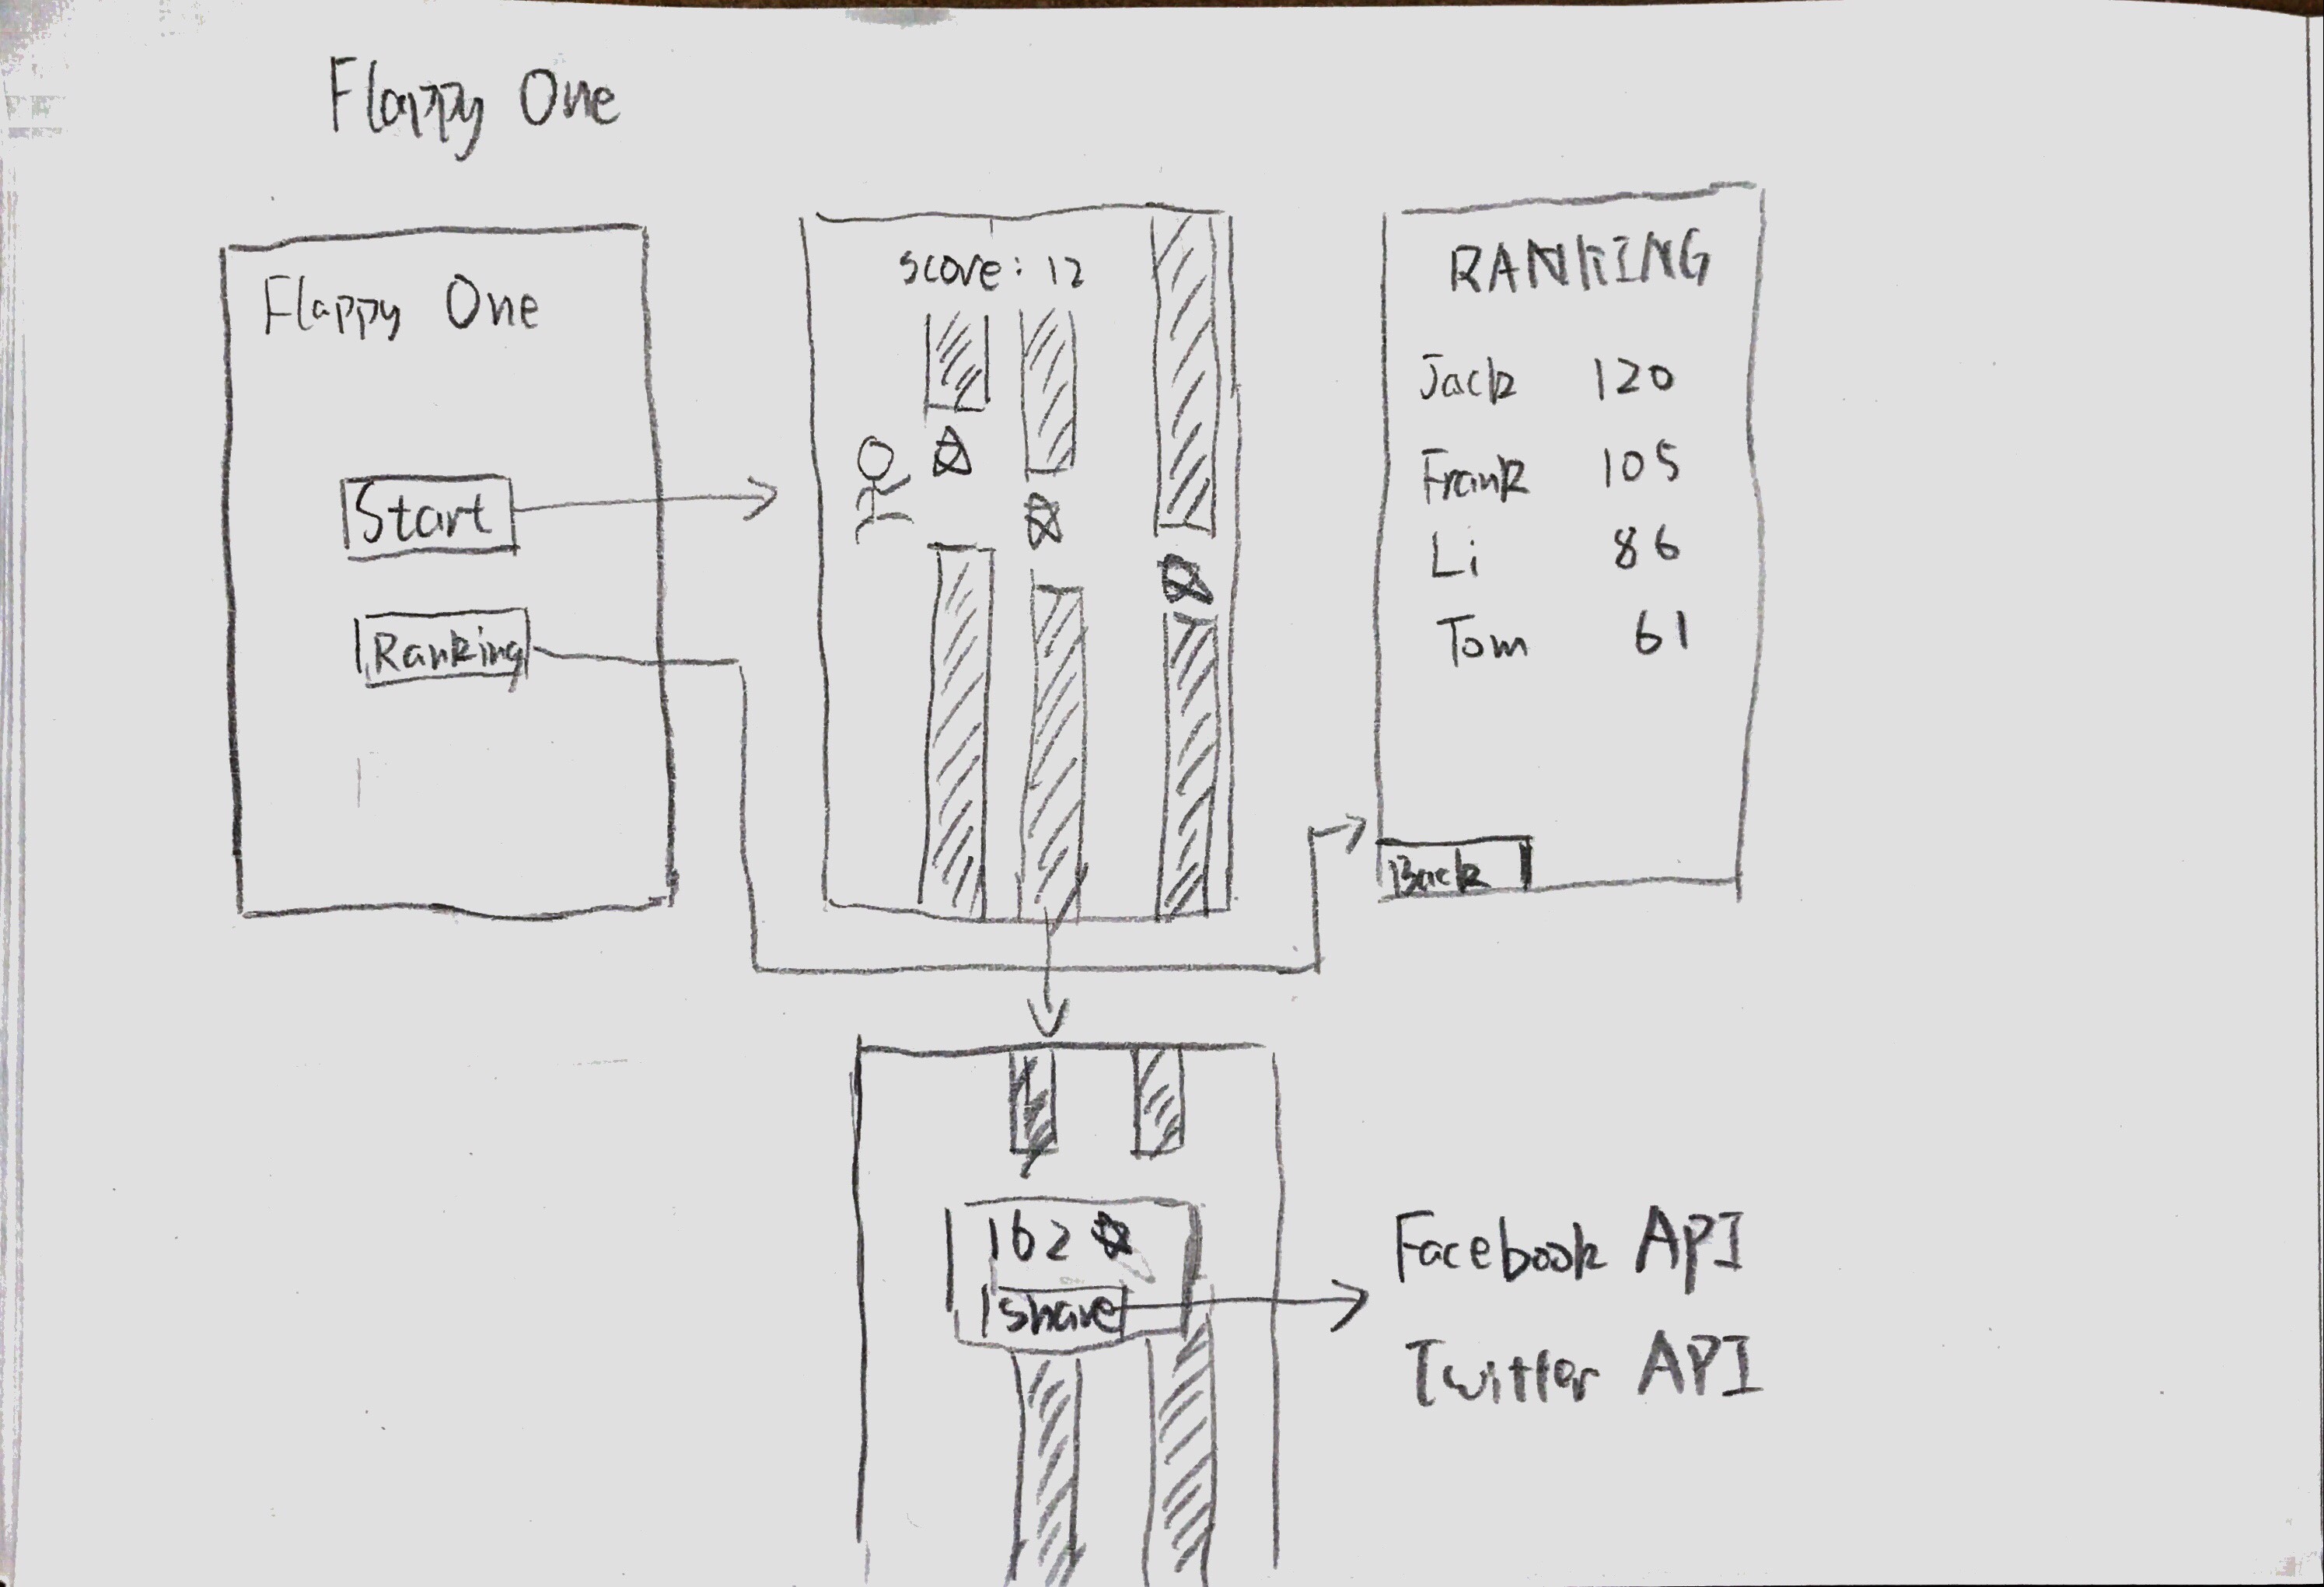 Flappy One
Flappy One
Start
Ranking
score: 12
RANKING
Jack 120
Frank 105
Li 86
Tom 61
Back
162
share
Facebook API
Twitter API